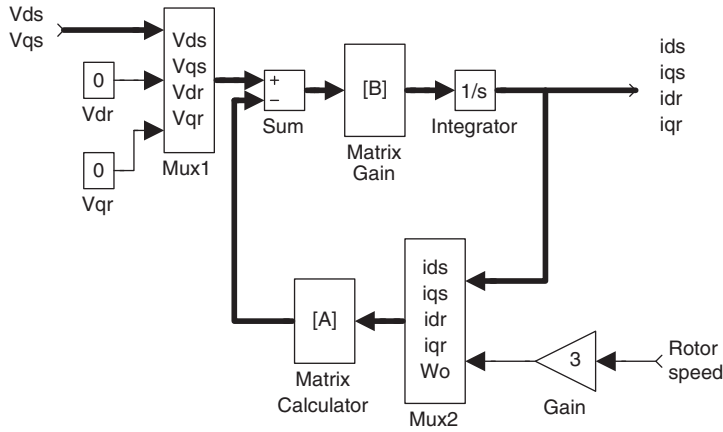 Vds
Vqs
0
Vdr
0
Vqr
Vds
Vqs
Vdr
Vqr
Mux1
+
−
Sum
[B]
Matrix
Gain
1/s
Integrator
ids
iqs
idr
iqr
[A]
Matrix
Calculator
ids
iqs
idr
iqr
Wo
Mux2
3
Gain
Rotor
speed